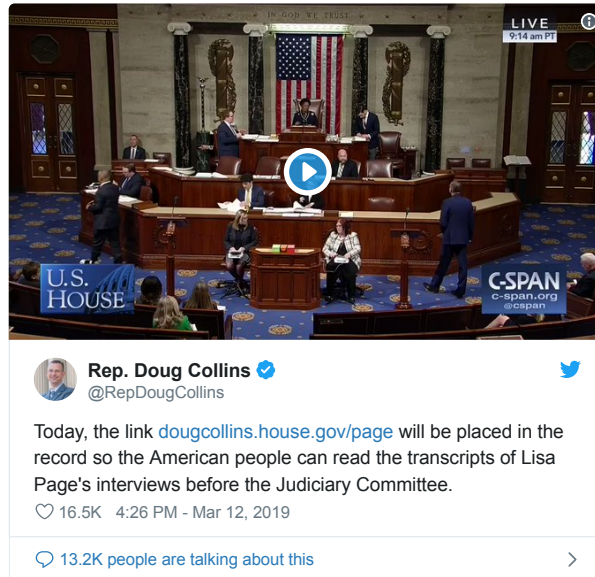 IN GOD WE TRUST
LIVE
9:14 am PT
U.S.
HOUSE
C-SPAN
c-span.org
@cspan
Rep. Doug Collins
@RepDougCollins
Today, the link dougcollins.house.gov/page will be placed in the
record so the American people can read the transcripts of Lisa
Page's interviews before the Judiciary Committee.
16.5K 4:26 PM - Mar 12, 2019
13.2K people are talking about this